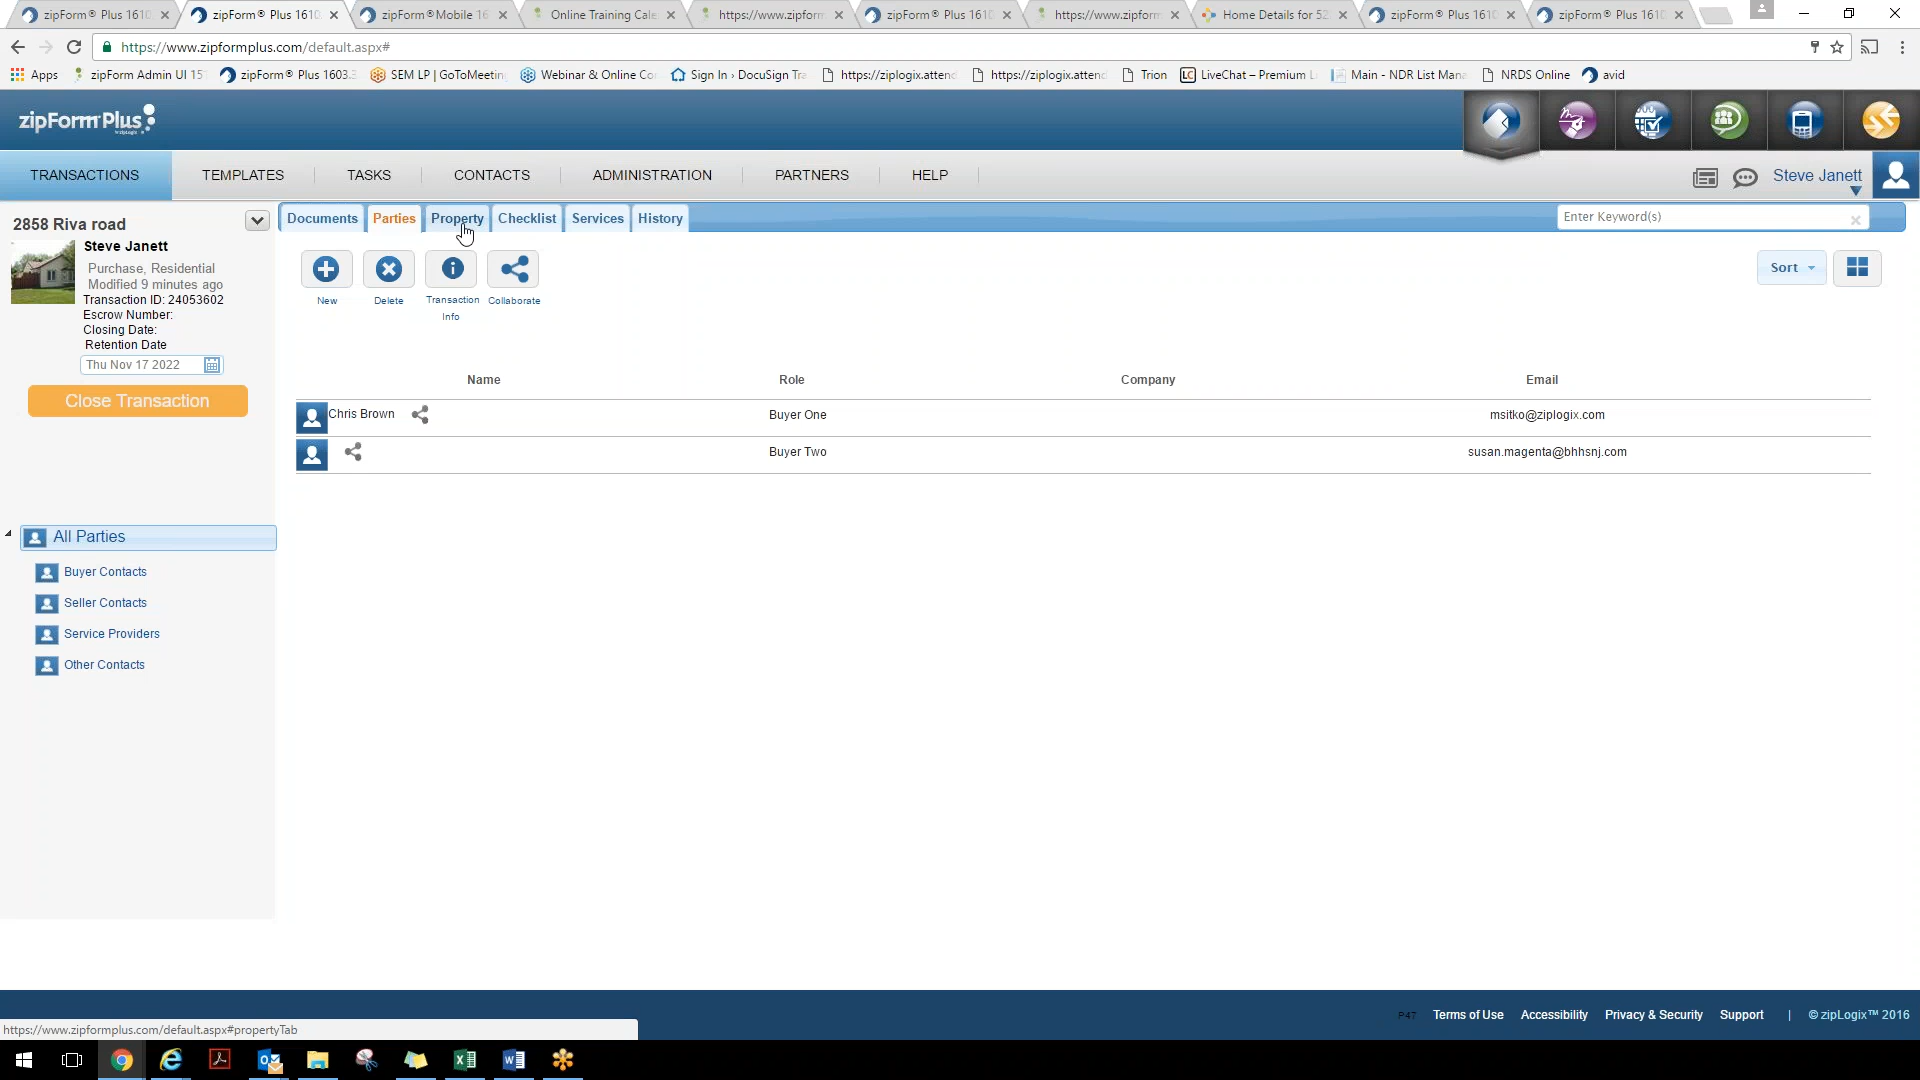 zipForm® Plus 1610
zipForm® Plus 1610
zipForm®Mobile 16
Online Training Cale
https://www.zipform
zipForm® Plus 1610
https://www.zipform
Home Details for 52
zipForm® Plus 1610
zipForm® Plus 1610
https://www.zipformplus.com/default.aspx#
Apps
zipForm Admin UI 15
zipForm® Plus 1603.3
SEM LP | GoToMeeting
Webinar & Online Co
Sign In › DocuSign Tra
https://ziplogix.attend
https://ziplogix.attend
Trion
LiveChat – Premium L
Main - NDR List Mana
NRDS Online
avid
zipForm Plus
by zipLogix
TRANSACTIONS
TEMPLATES
TASKS
CONTACTS
ADMINISTRATION
PARTNERS
HELP
Steve Janett
2858 Riva road
Steve Janett
Purchase, Residential
Modified 9 minutes ago
Transaction ID: 24053602
Escrow Number:
Closing Date:
Retention Date
Thu Nov 17 2022
Close Transaction
All Parties
Buyer Contacts
Seller Contacts
Service Providers
Other Contacts
Documents
Parties
Property
Checklist
Services
History
Enter Keyword(s)
New
Delete
Transaction
Info
Collaborate
Sort
Name Role Company Email
Chris Brown Buyer One msitko@ziplogix.com
Buyer Two susan.magenta@bhhsnj.com
P47
Terms of Use
Accessibility
Privacy & Security
Support
|
© zipLogix™ 2016
https://www.zipformplus.com/default.aspx#propertyTab